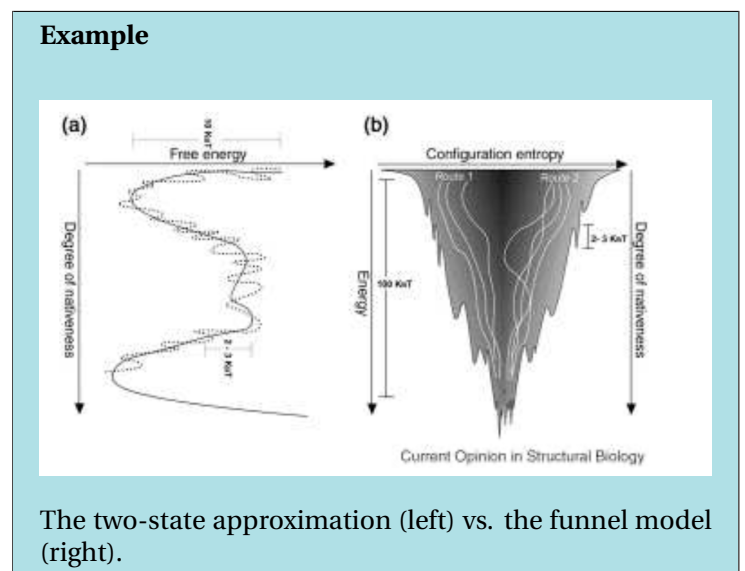 Example
(a)
10 KBT
Free energy
Degree of nativeness
2 - 3 KBT
(b)
Configuration entropy
Route 1
Route 2
2- 3 KBT
100 KBT
Energy
Degree of nativeness
Current Opinion in Structural Biology
The two-state approximation (left) vs. the funnel model
(right).